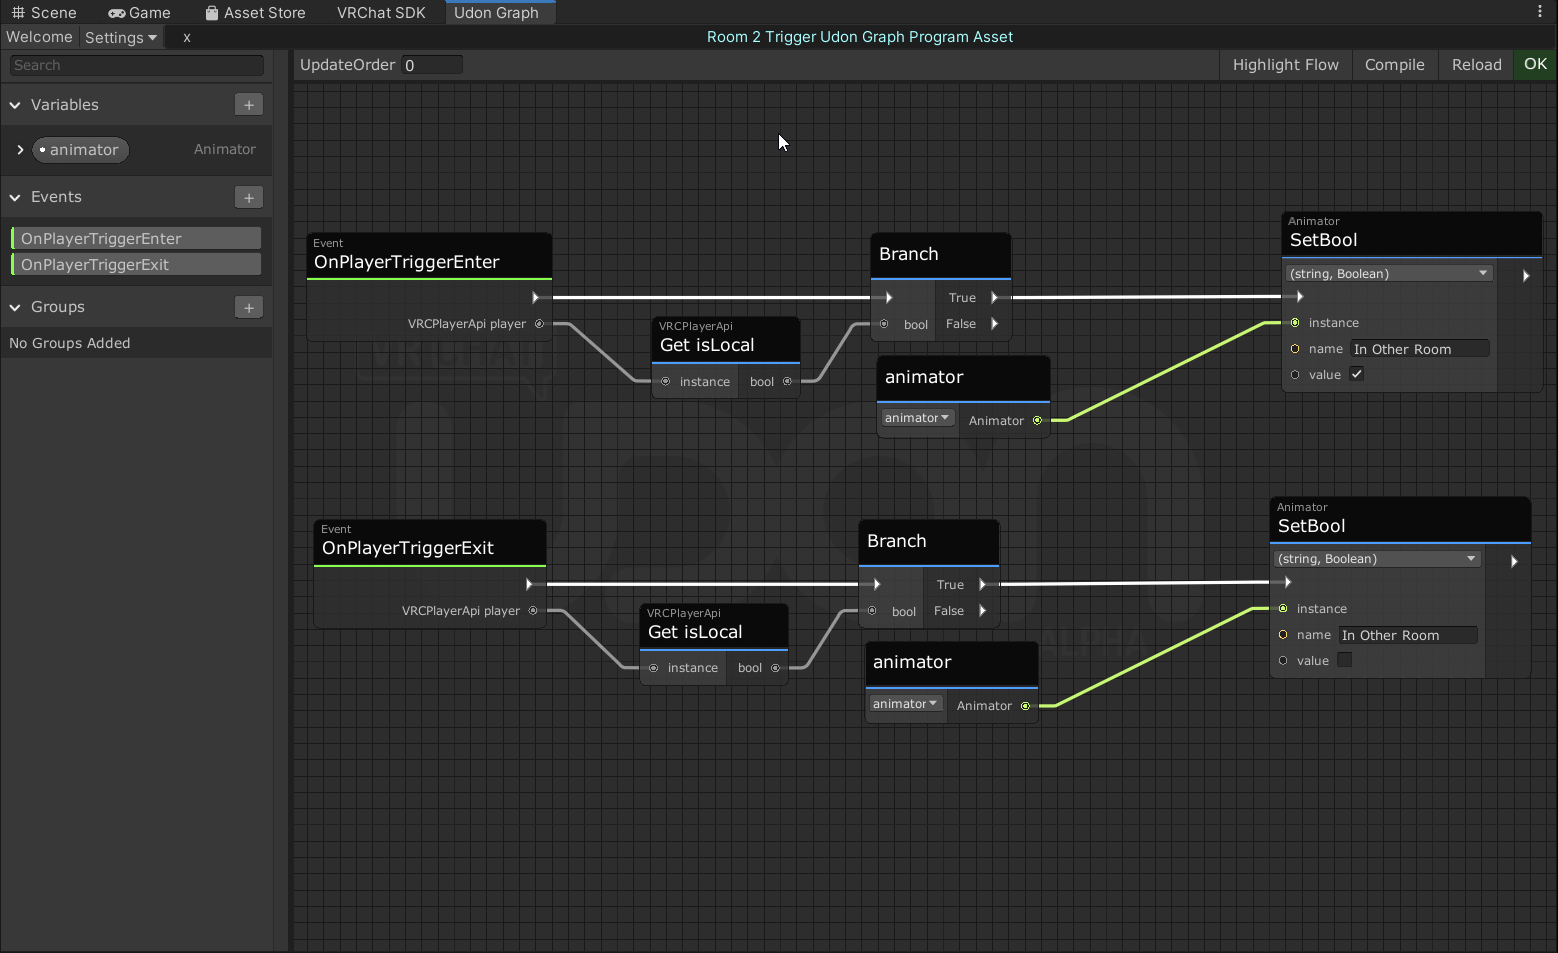 Scene Game Asset Store VRChat SDK Udon Graph
Welcome Settings x Room 2 Trigger Udon Graph Program Asset
Search
UpdateOrder 0 Highlight Flow Compile Reload OK
Variables +
animator Animator
Events +
OnPlayerTriggerEnter
OnPlayerTriggerExit
Groups +
No Groups Added
Event
OnPlayerTriggerEnter
VRCPlayerApi player
VRCPlayerApi
Get isLocal
instance bool
Branch
True
bool False
animator
animator Animator
Animator
SetBool
(string, Boolean)
instance
name In Other Room
value
Event
OnPlayerTriggerExit
VRCPlayerApi player
VRCPlayerApi
Get isLocal
instance bool
Branch
True
bool False
animator
animator Animator
Animator
SetBool
(string, Boolean)
instance
name In Other Room
value
ALPHA